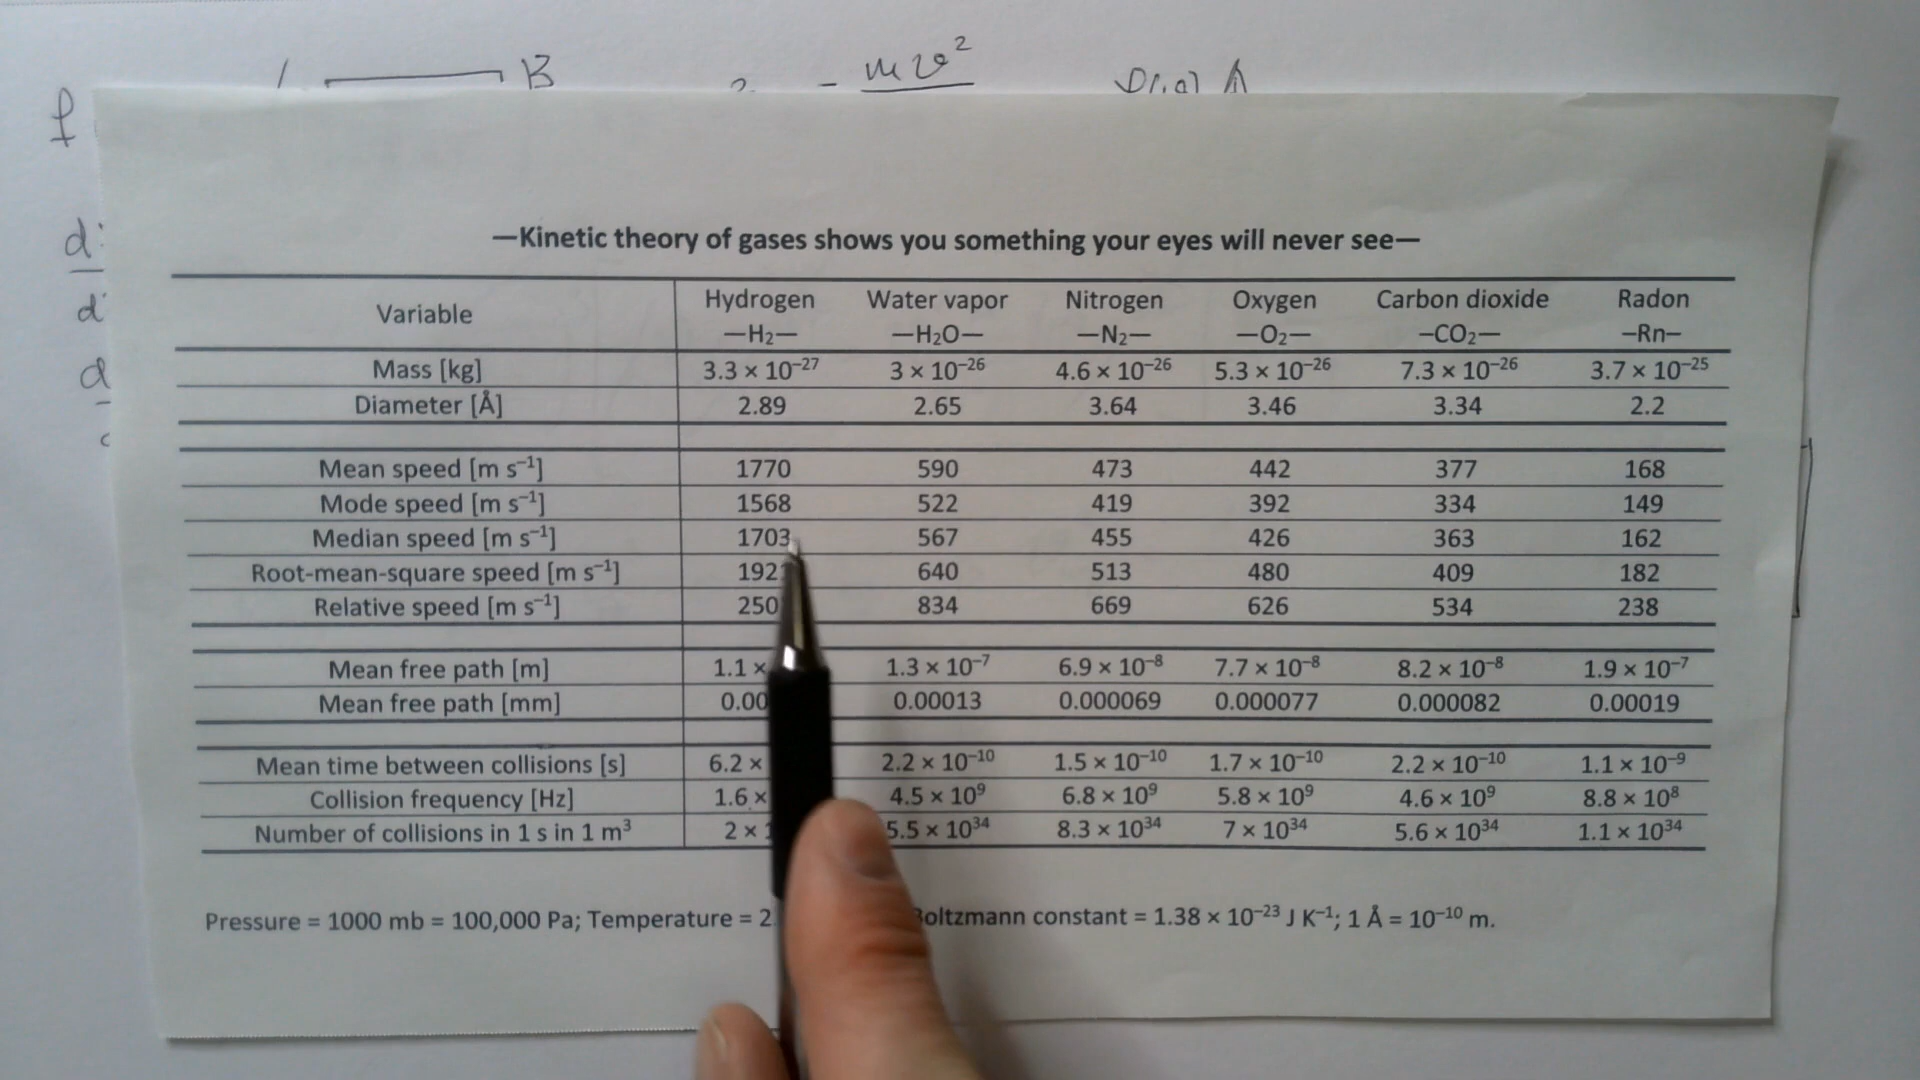 B
mv²
—Kinetic theory of gases shows you something your eyes will never see—
Variable Hydrogen —H₂— Water vapor —H₂O— Nitrogen —N₂— Oxygen —O₂— Carbon dioxide –CO₂— Radon –Rn–
Mass [kg] 3.3 × 10⁻²⁷ 3 × 10⁻²⁶ 4.6 × 10⁻²⁶ 5.3 × 10⁻²⁶ 7.3 × 10⁻²⁶ 3.7 × 10⁻²⁵
Diameter [Å] 2.89 2.65 3.64 3.46 3.34 2.2
Mean speed [m s⁻¹] 1770 590 473 442 377 168
Mode speed [m s⁻¹] 1568 522 419 392 334 149
Median speed [m s⁻¹] 1703 567 455 426 363 162
Root-mean-square speed [m s⁻¹] 192 640 513 480 409 182
Relative speed [m s⁻¹] 250 834 669 626 534 238
Mean free path [m] 1.1 × 1.3 × 10⁻⁷ 6.9 × 10⁻⁸ 7.7 × 10⁻⁸ 8.2 × 10⁻⁸ 1.9 × 10⁻⁷
Mean free path [mm] 0.00 0.00013 0.000069 0.000077 0.000082 0.00019
Mean time between collisions [s] 6.2 × 2.2 × 10⁻¹⁰ 1.5 × 10⁻¹⁰ 1.7 × 10⁻¹⁰ 2.2 × 10⁻¹⁰ 1.1 × 10⁻⁹
Collision frequency [Hz] 1.6 × 4.5 × 10⁹ 6.8 × 10⁹ 5.8 × 10⁹ 4.6 × 10⁹ 8.8 × 10⁸
Number of collisions in 1 s in 1 m³ 2 × 5.5 × 10³⁴ 8.3 × 10³⁴ 7 × 10³⁴ 5.6 × 10³⁴ 1.1 × 10³⁴
Pressure = 1000 mb = 100,000 Pa; Temperature = 2 Boltzmann constant = 1.38 × 10⁻²³ J K⁻¹; 1 Å = 10⁻¹⁰ m.